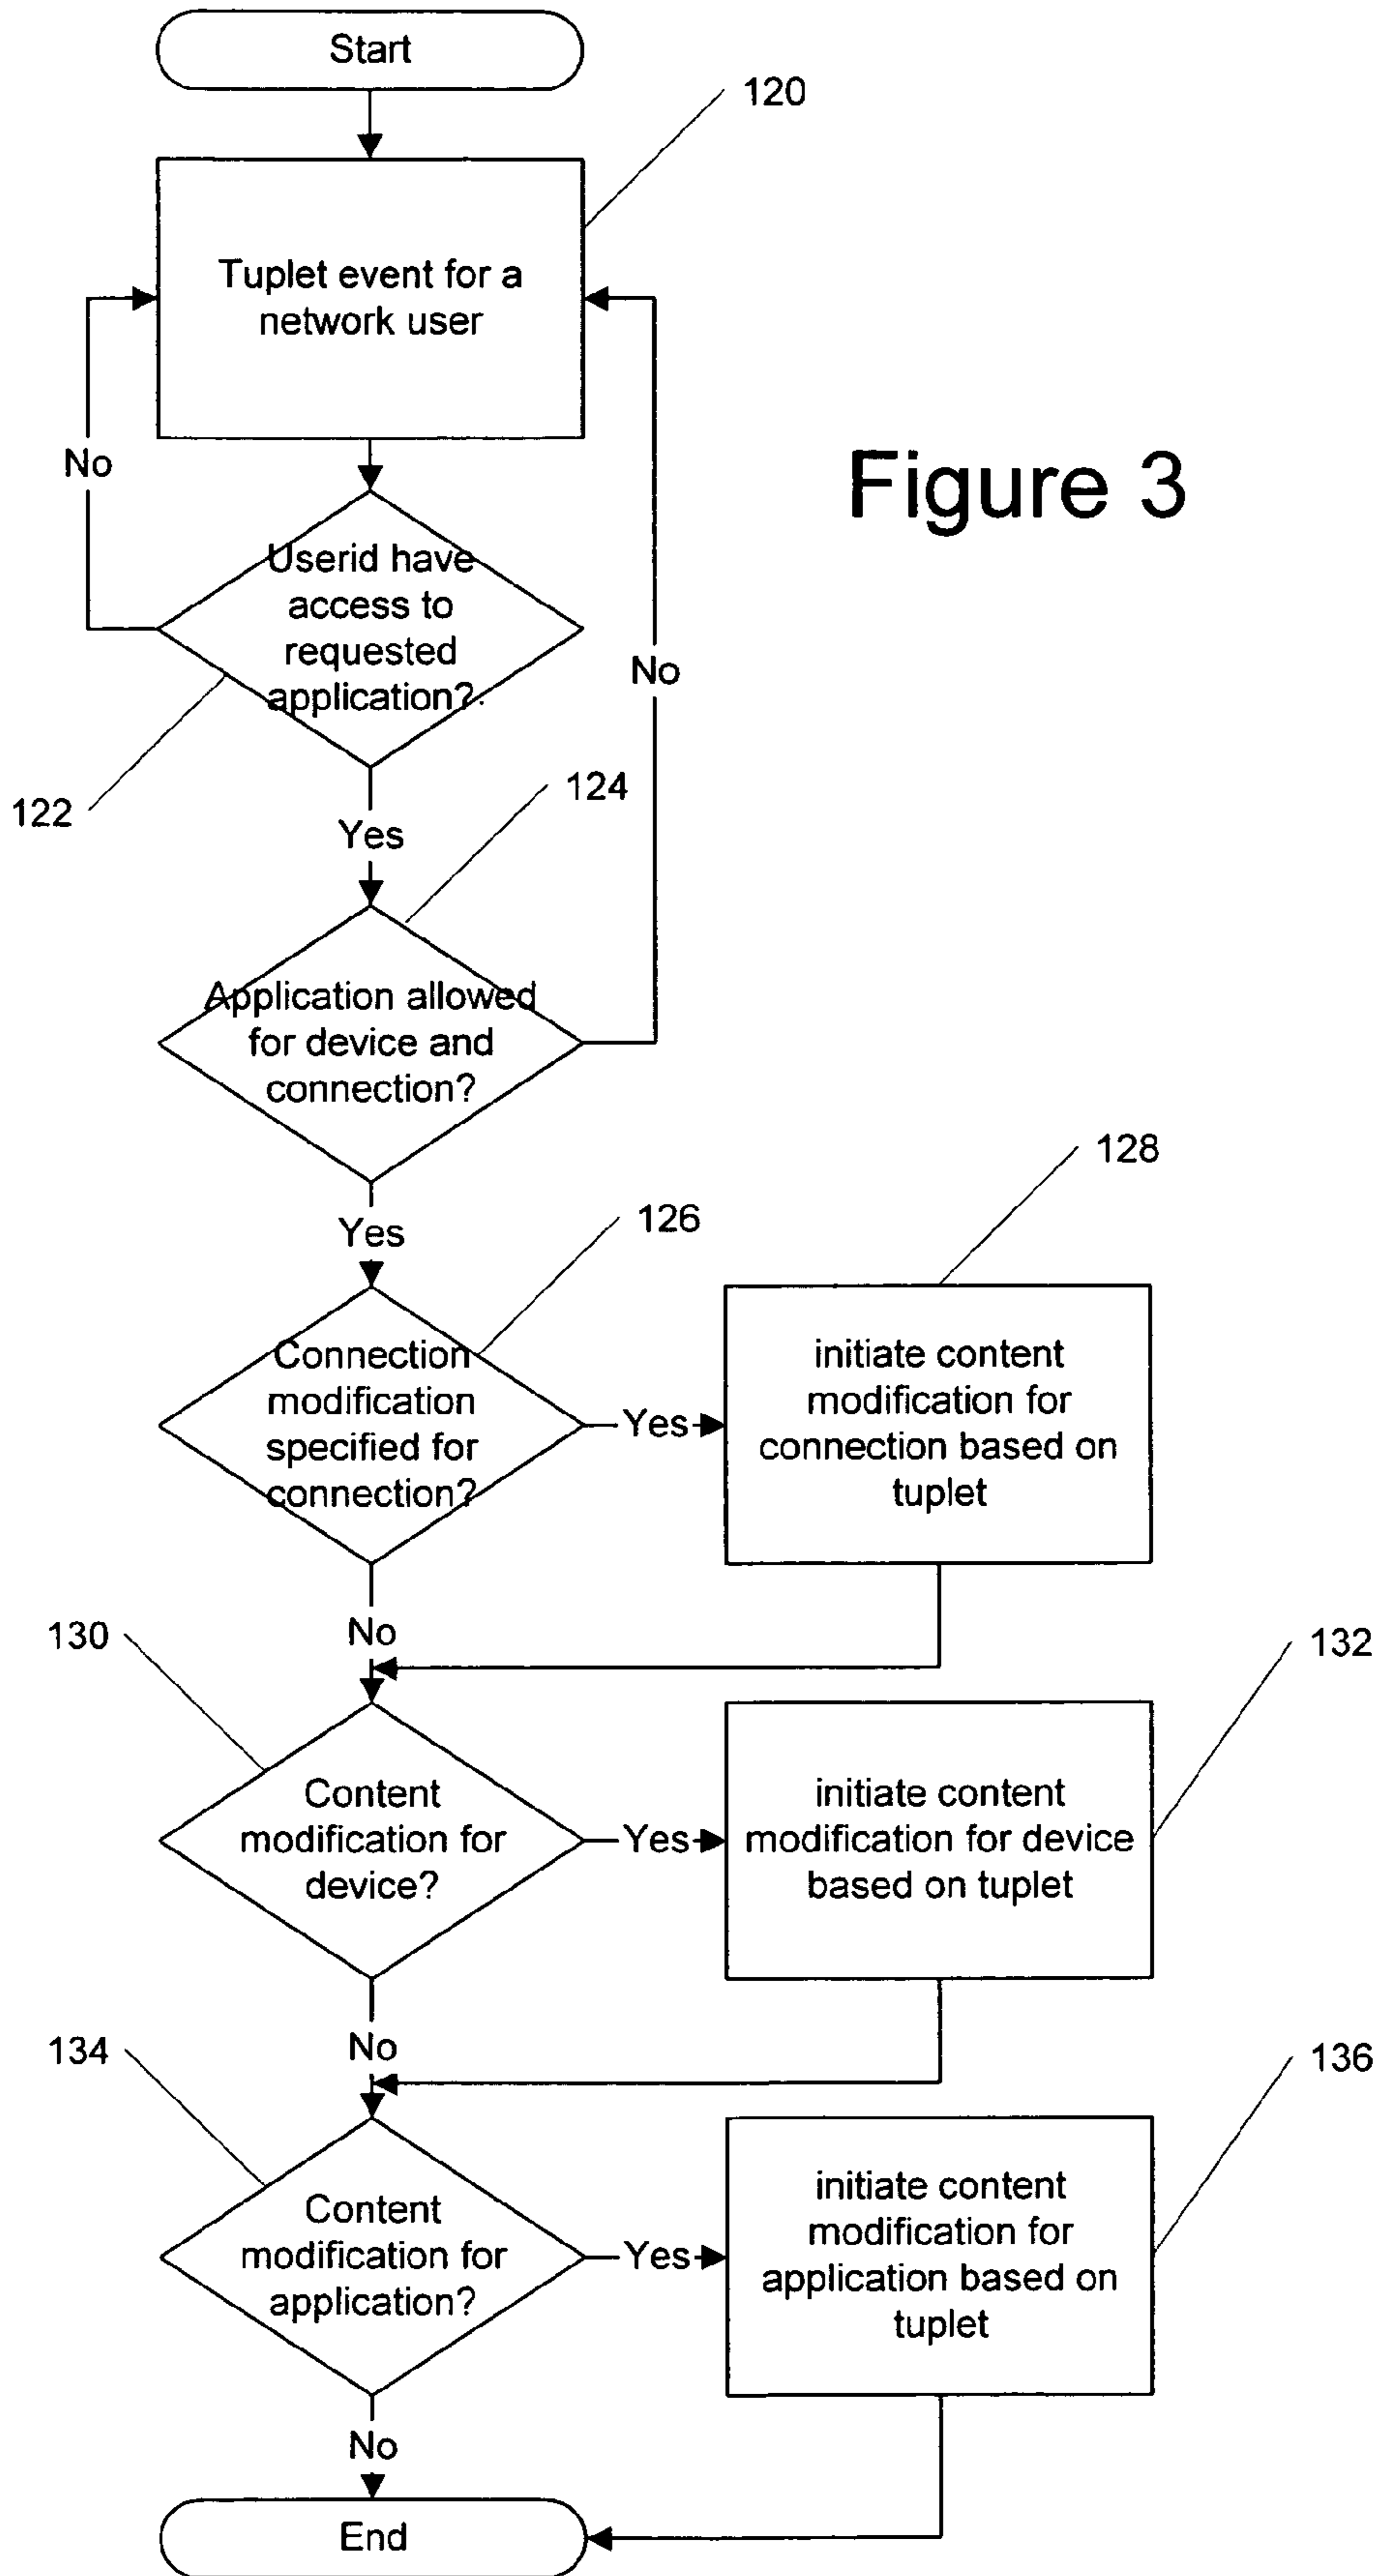 Start
120
Tuplet event for a
network user
No
Figure 3
Userid have
access to
requested
application?
No
122
124
Yes
Application allowed
for device and
connection?
128
Yes
126
Connection
modification
specified for
connection?
Yes
initiate content
modification for
connection based on
tuplet
No
130
132
Content
modification for
device?
Yes
initiate content
modification for device
based on tuplet
No
134
136
Content
modification for
application?
Yes
initiate content
modification for
application based on
tuplet
No
End